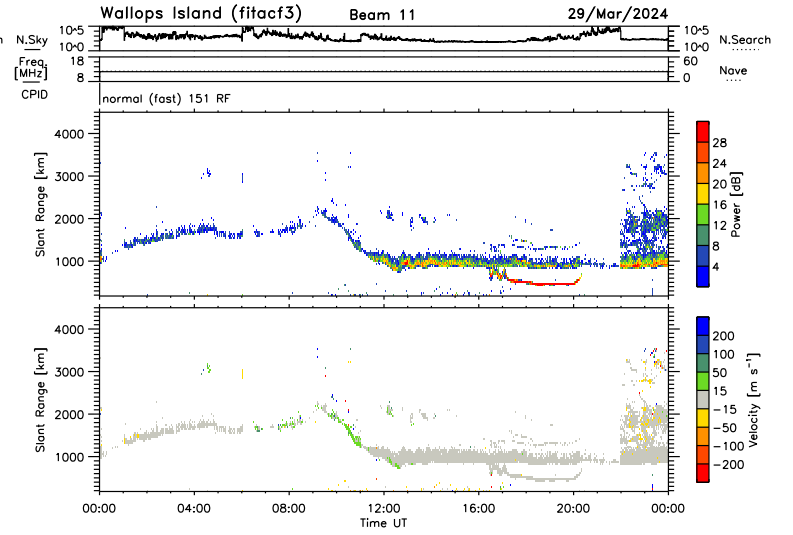 Wallops Island (fitacf3) Beam 11 29/Mar/2024
N.Sky 10^5 10^5 N.Search
10^0 10^0
Freq. 18 60
[MHz] 8 0 Nave
CPID normal (fast) 151 RF
4000
3000
2000
1000
Slant Range [km]
28
24
20
16
12
8
4
Power [dB]
4000
3000
2000
1000
Slant Range [km]
200
100
50
15
−15
−50
−100
−200
Velocity [m s⁻¹]
00:00 04:00 08:00 12:00 16:00 20:00 00:00
Time UT